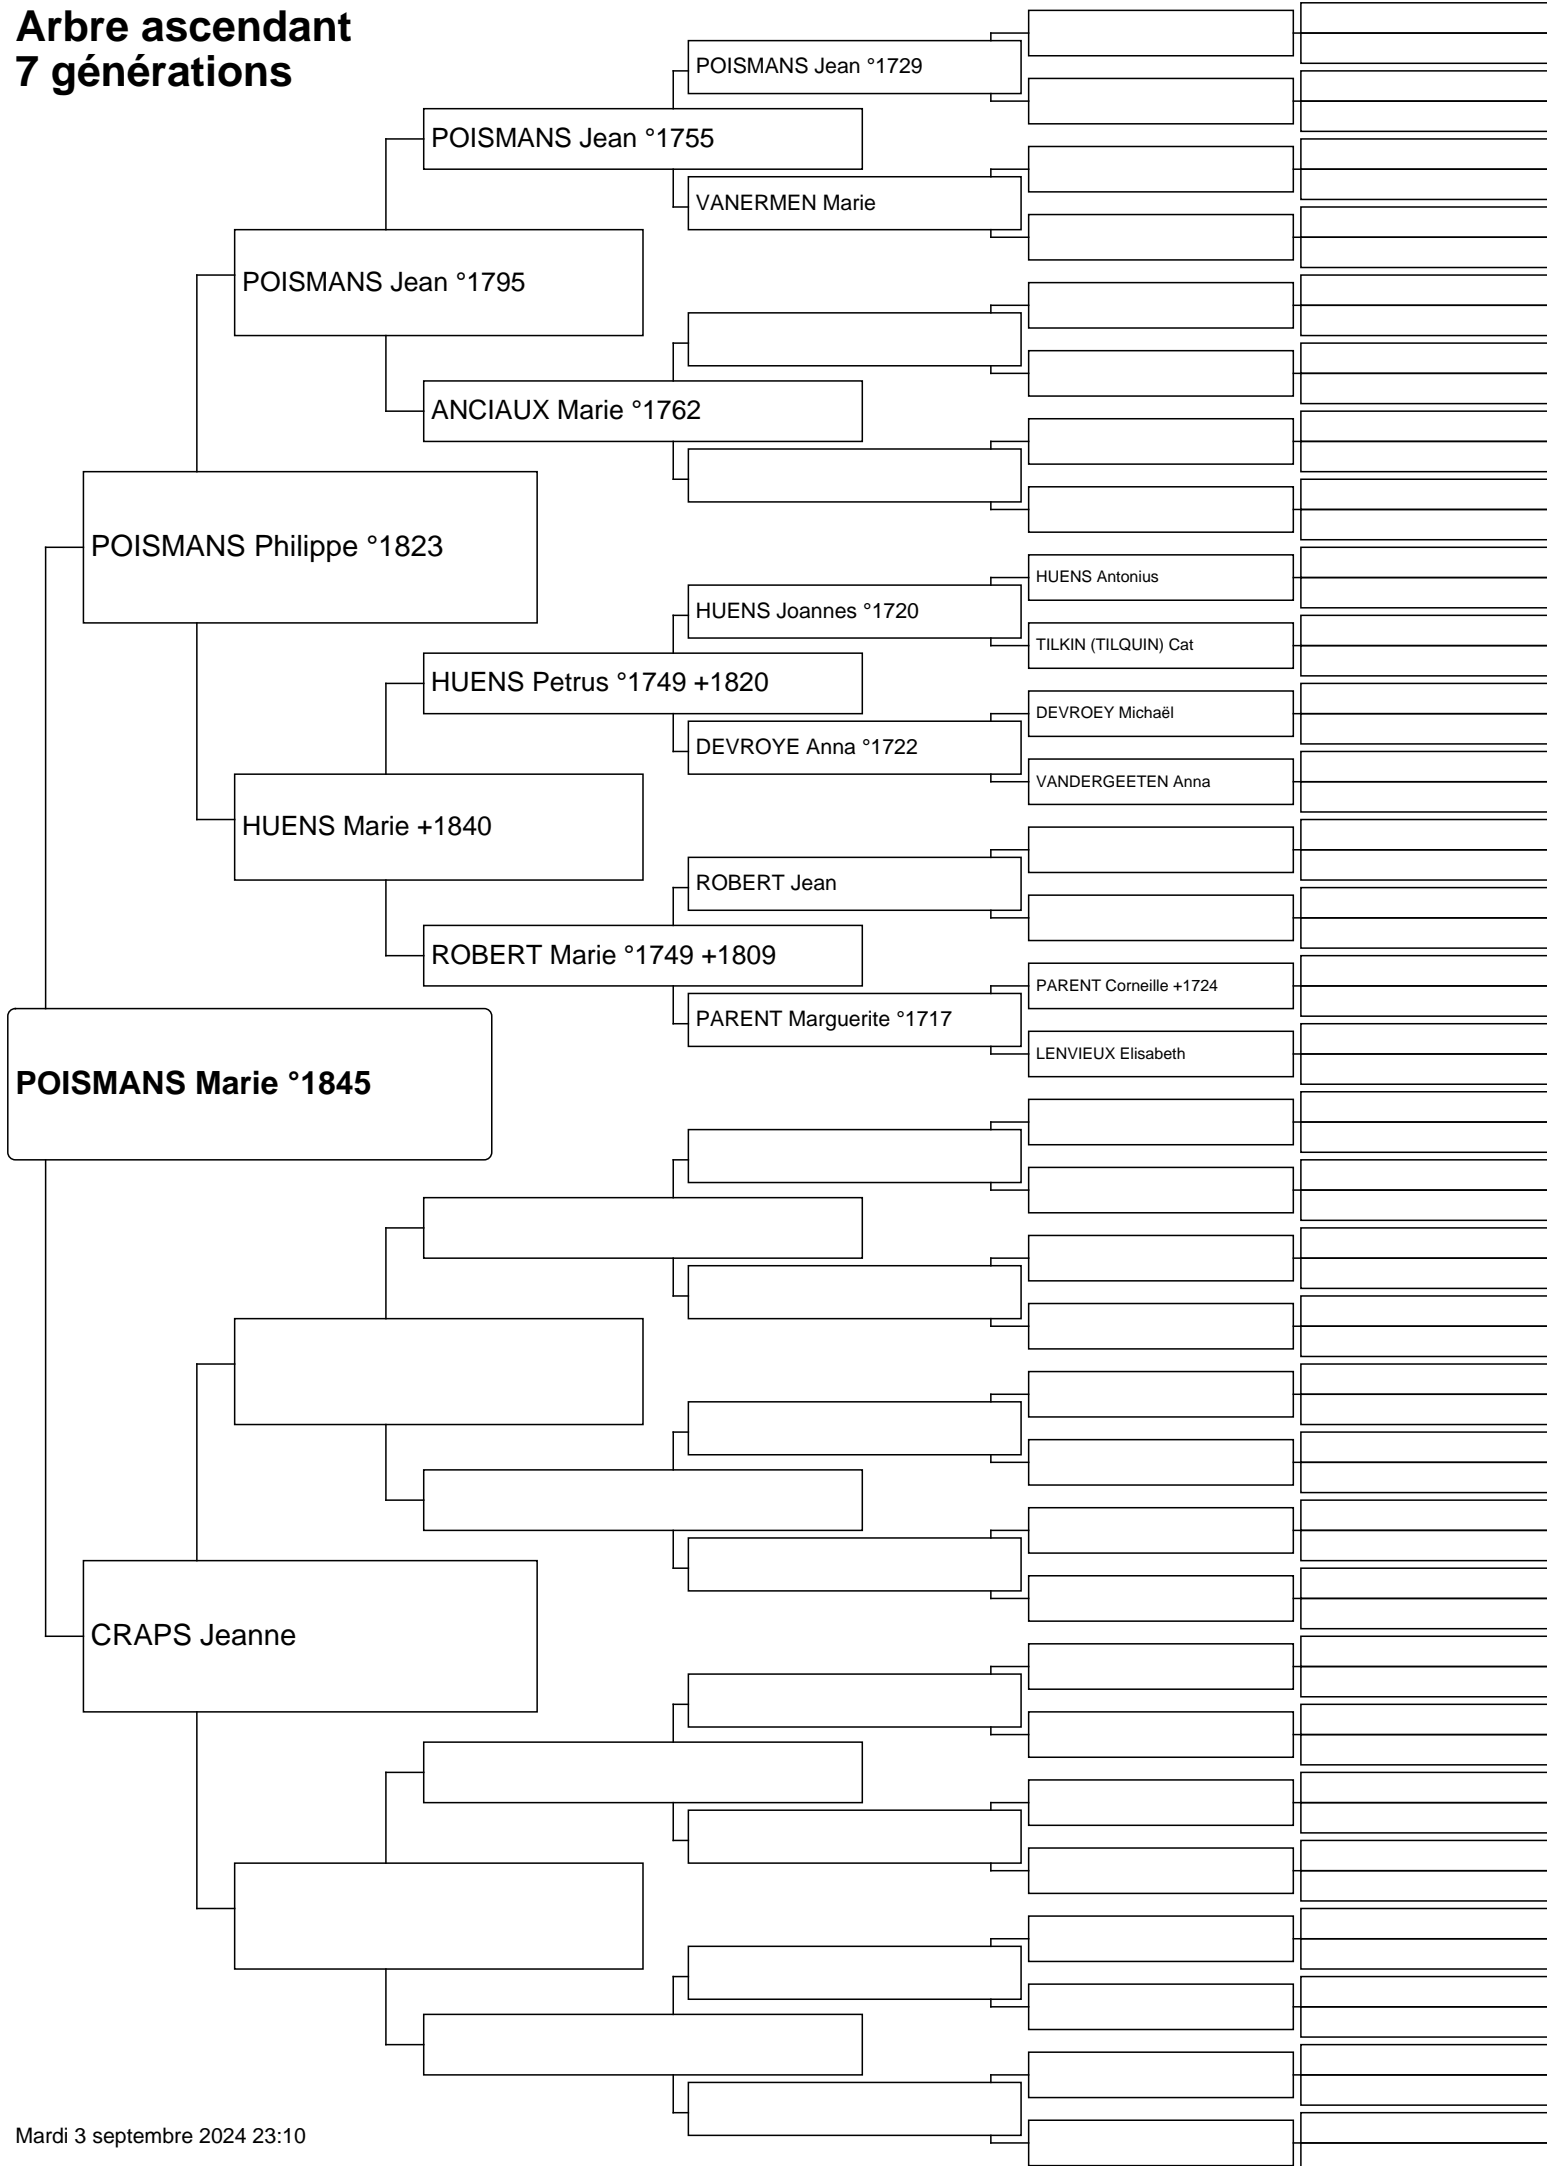 Arbre ascendant
7 générations
POISMANS Jean °1729
POISMANS Jean °1755
VANERMEN Marie
POISMANS Jean °1795
ANCIAUX Marie °1762
POISMANS Philippe °1823
HUENS Antonius
HUENS Joannes °1720
TILKIN (TILQUIN) Cat
HUENS Petrus °1749 +1820
DEVROEY Michaël
DEVROYE Anna °1722
VANDERGEETEN Anna
HUENS Marie +1840
ROBERT Jean
ROBERT Marie °1749 +1809
PARENT Corneille +1724
PARENT Marguerite °1717
LENVIEUX Elisabeth
POISMANS Marie °1845
CRAPS Jeanne
Mardi 3 septembre 2024 23:10